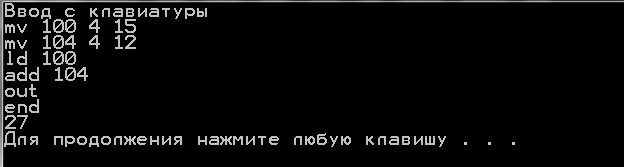 Ввод с клавиатуры
mv 100 4 15
mv 104 4 12
ld 100
add 104
out
end
27
Для продолжения нажмите любую клавишу . . .